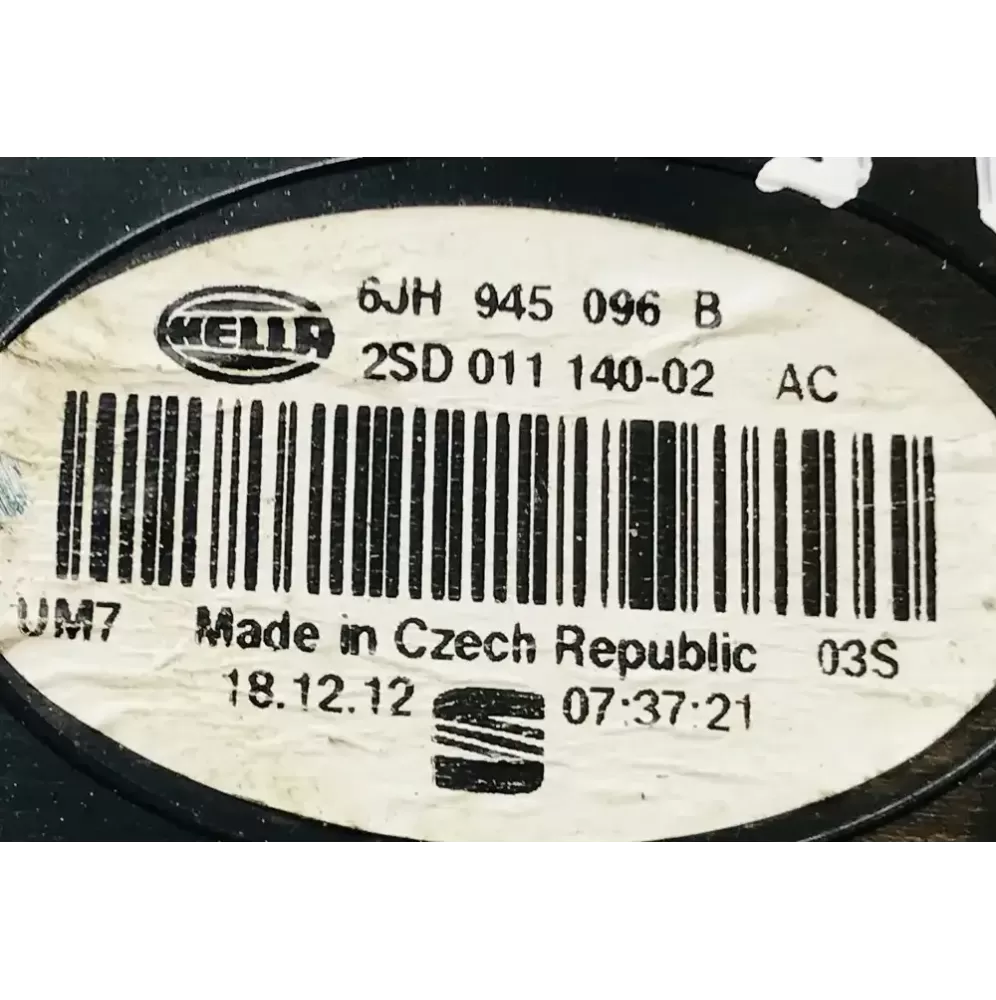 HELLA
6JH 945 096 B
2SD 011 140-02 AC
UM7 Made in Czech Republic 03S
18.12.12 07:37:21